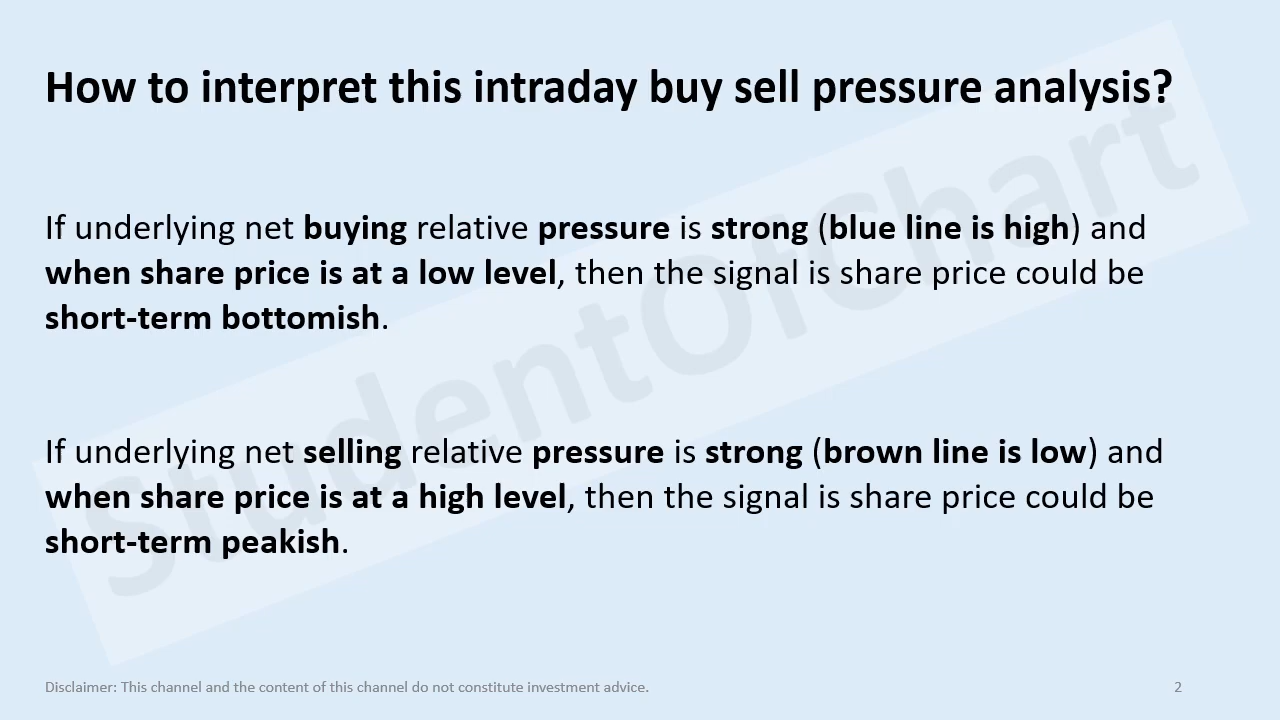 How to interpret this intraday buy sell pressure analysis?
If underlying net buying relative pressure is strong (blue line is high) and
when share price is at a low level, then the signal is share price could be
short-term bottomish.
If underlying net selling relative pressure is strong (brown line is low) and
when share price is at a high level, then the signal is share price could be
short-term peakish.
StudentOfChart
Disclaimer: This channel and the content of this channel do not constitute investment advice.
2